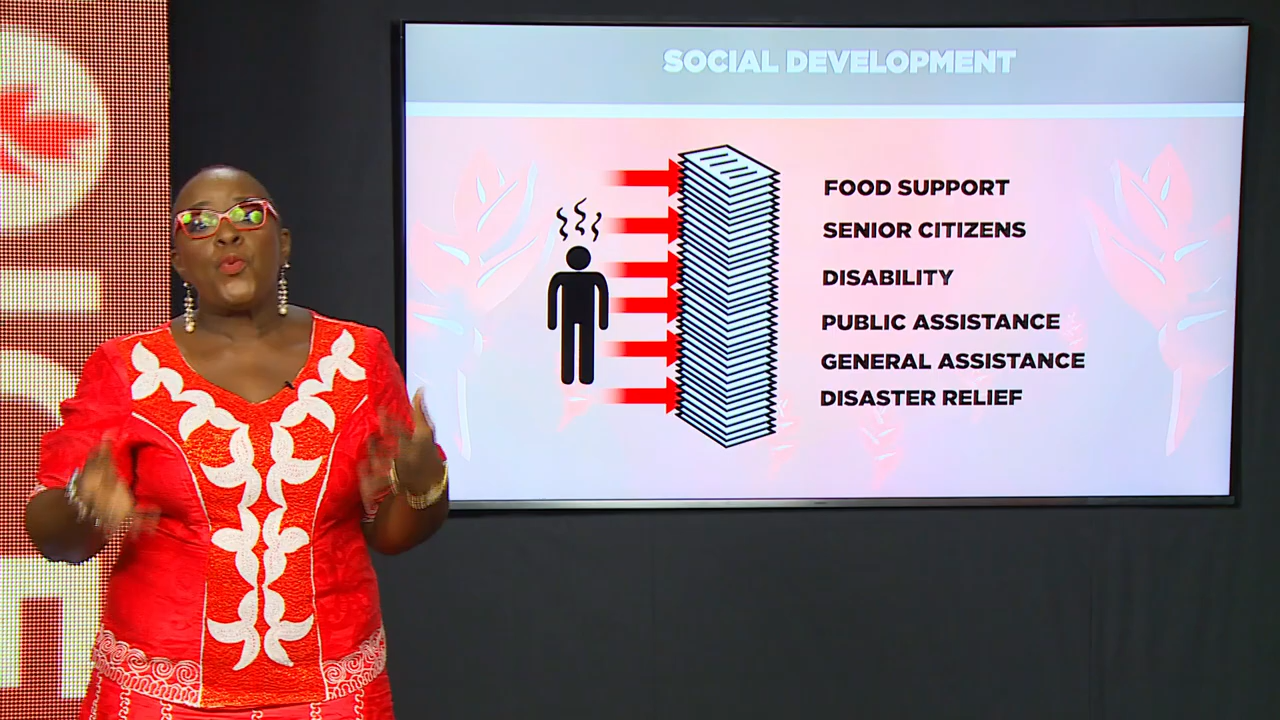 SOCIAL DEVELOPMENT
FOOD SUPPORT
SENIOR CITIZENS
DISABILITY
PUBLIC ASSISTANCE
GENERAL ASSISTANCE
DISASTER RELIEF